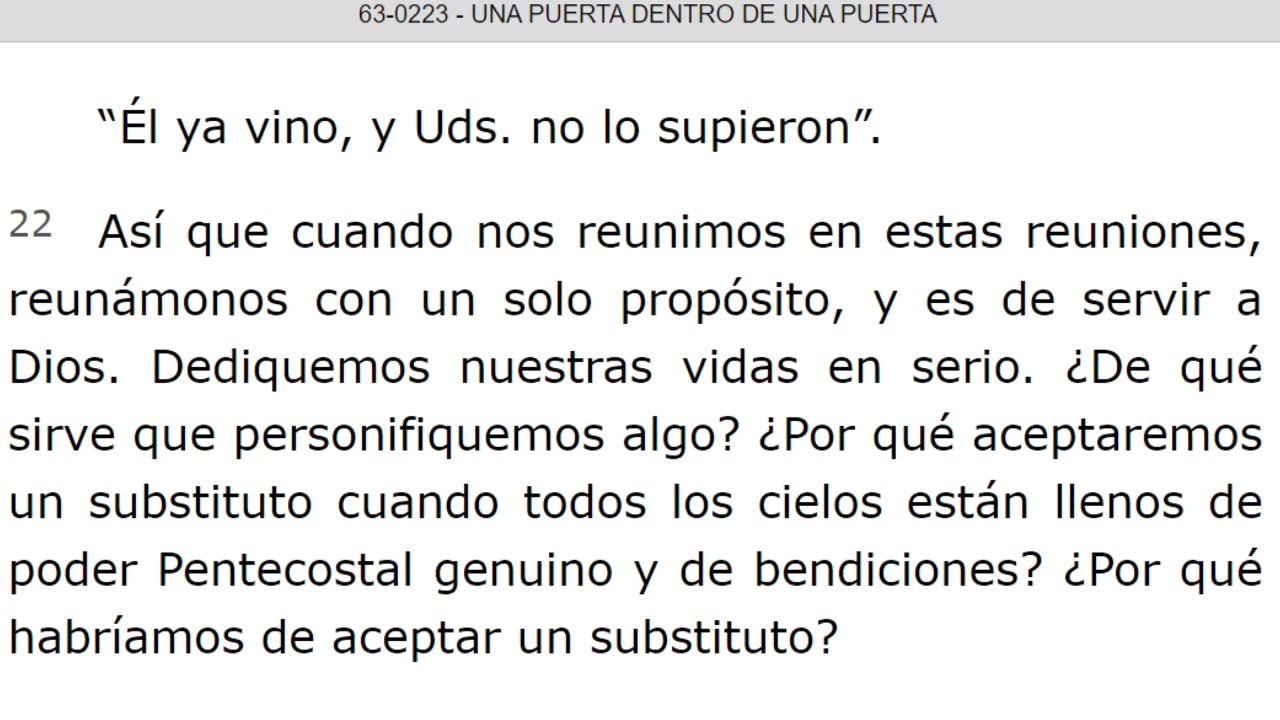 63-0223 - UNA PUERTA DENTRO DE UNA PUERTA
“Él ya vino, y Uds. no lo supieron”.
22 Así que cuando nos reunimos en estas reuniones,
reunámonos con un solo propósito, y es de servir a
Dios. Dediquemos nuestras vidas en serio. ¿De qué
sirve que personifiquemos algo? ¿Por qué aceptaremos
un substituto cuando todos los cielos están llenos de
poder Pentecostal genuino y de bendiciones? ¿Por qué
habríamos de aceptar un substituto?